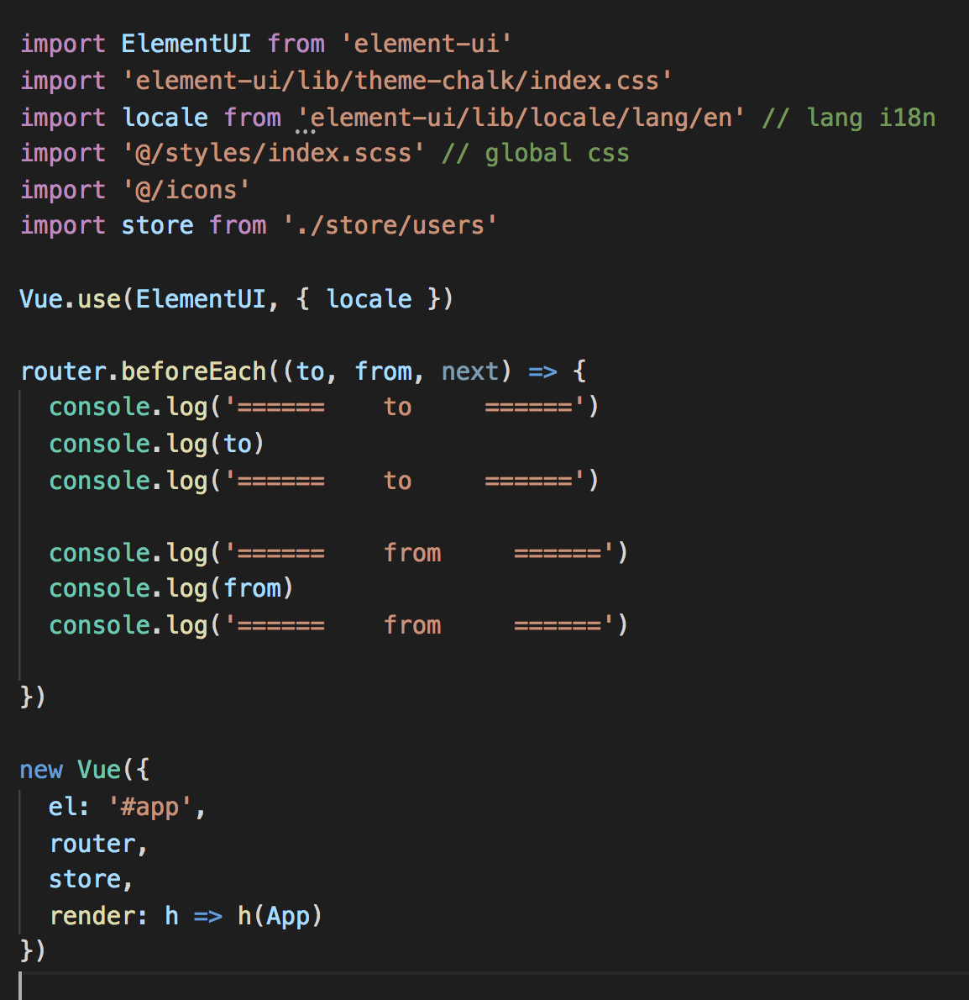 import ElementUI from 'element-ui'
import 'element-ui/lib/theme-chalk/index.css'
import locale from 'element-ui/lib/locale/lang/en' // lang i18n
import '@/styles/index.scss' // global css
import '@/icons'
import store from './store/users'

Vue.use(ElementUI, { locale })

router.beforeEach((to, from, next) => {
  console.log('======    to     ======')
  console.log(to)
  console.log('======    to     ======')

  console.log('======    from     ======')
  console.log(from)
  console.log('======    from     ======')

})

new Vue({
  el: '#app',
  router,
  store,
  render: h => h(App)
})